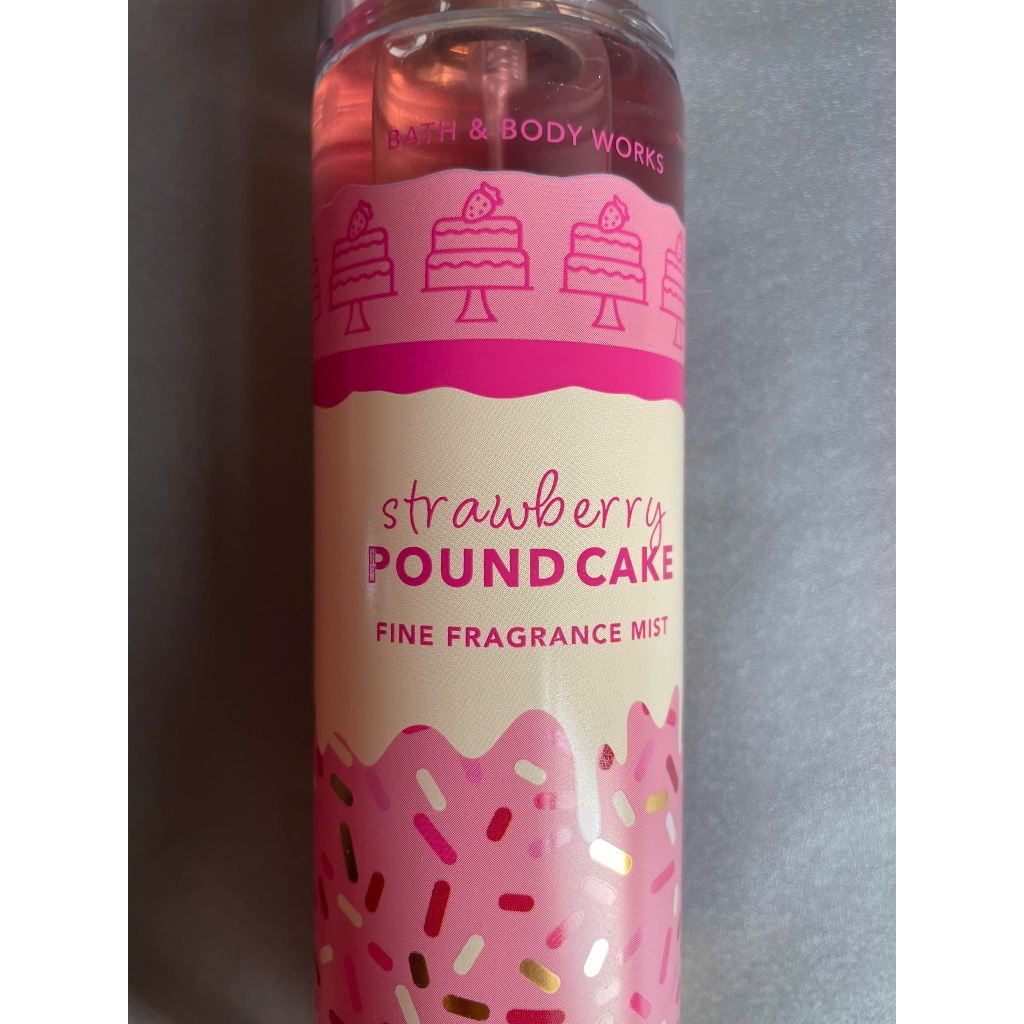 BATH & BODY WORKS
strawberry
POUND CAKE
FINE FRAGRANCE MIST